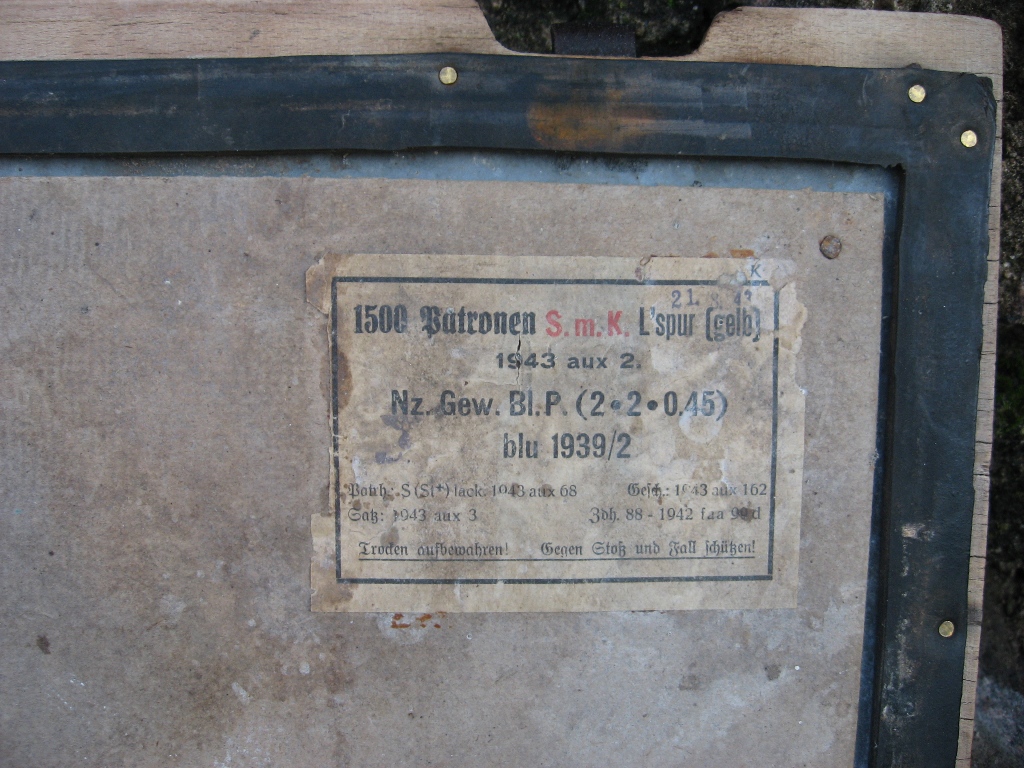 K
21. 8. 43
1500 Patronen S.m.K. L'spur (gelb)
1943 aux 2.
Nz. Gew. Bl. P. (2•2•0.45)
blu 1939/2
Patrh.: S (St+) lack. 1943 aux 68 Gesch.: 1943 aux 162
Satz: 1943 aux 3 Zdh. 88 - 1942 faa d
Trocken aufbewahren! Gegen Stoß und Fall schützen!